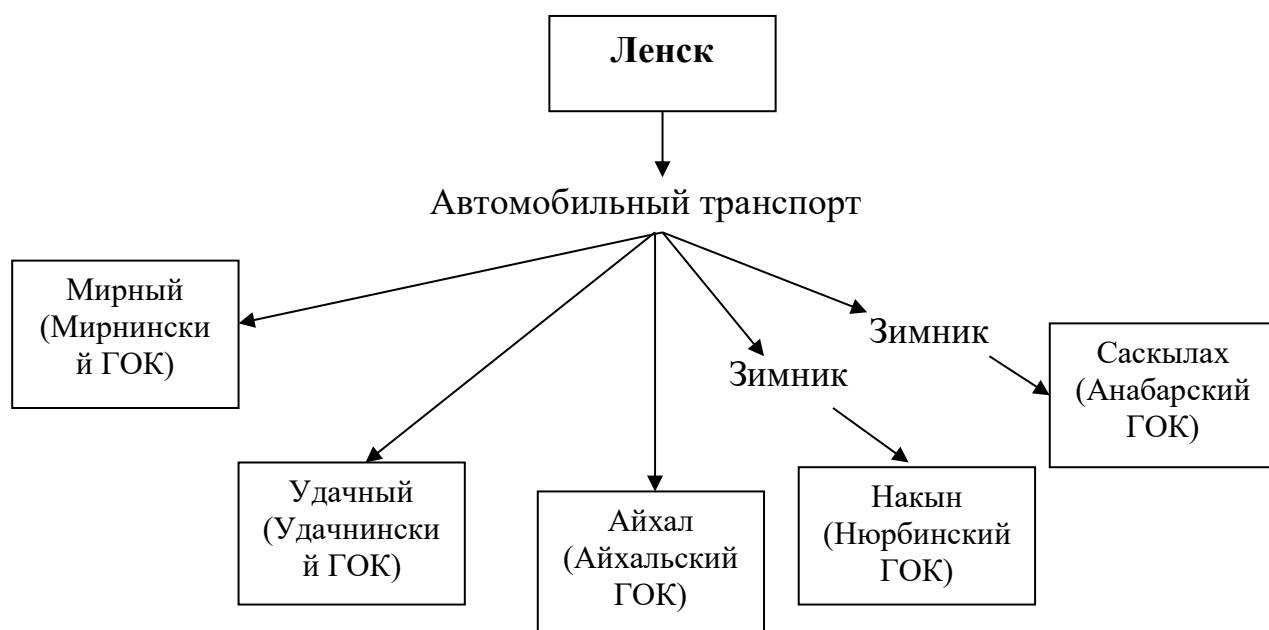 Ленск
Автомобильный транспорт
Мирный
(Мирнински
й ГОК)
Зимник
Зимник
Саскылах
(Анабарский
ГОК)
Удачный
(Удачнински
й ГОК)
Айхал
(Айхальский
ГОК)
Накын
(Нюрбинский
ГОК)